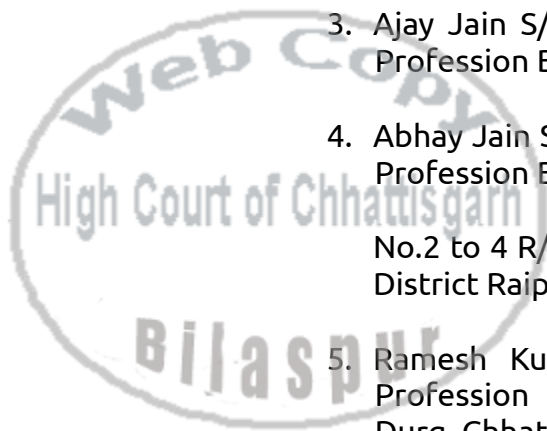 Web Copy
High Court of Chhattisgarh
Bilaspur
3. Ajay Jain S/
Profession
4. Abhay Jain
Profession
No.2 to 4 R/
District Raip
5. Ramesh Ku
Profession